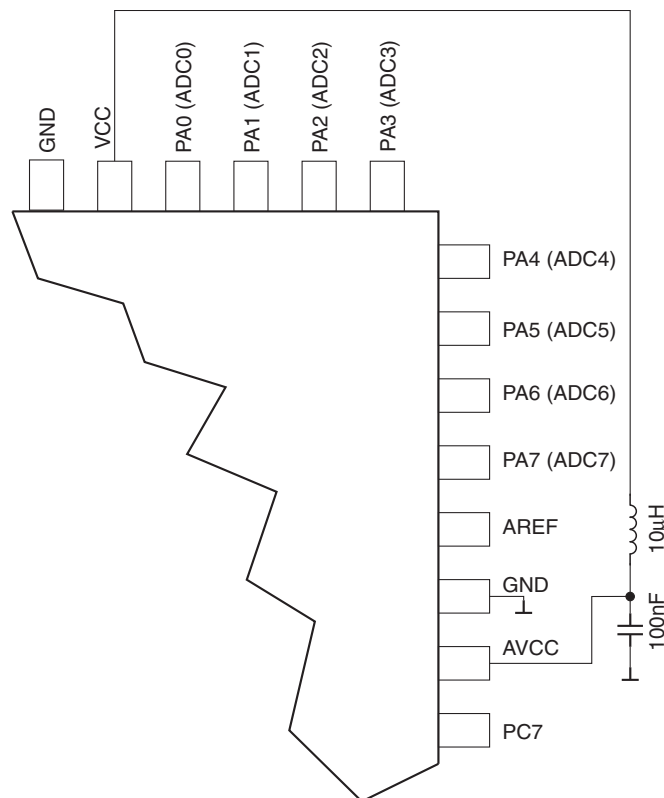 GND
VCC
PA0 (ADC0)
PA1 (ADC1)
PA2 (ADC2)
PA3 (ADC3)
PA4 (ADC4)
PA5 (ADC5)
PA6 (ADC6)
PA7 (ADC7)
AREF
GND
AVCC
PC7
10μH
100nF